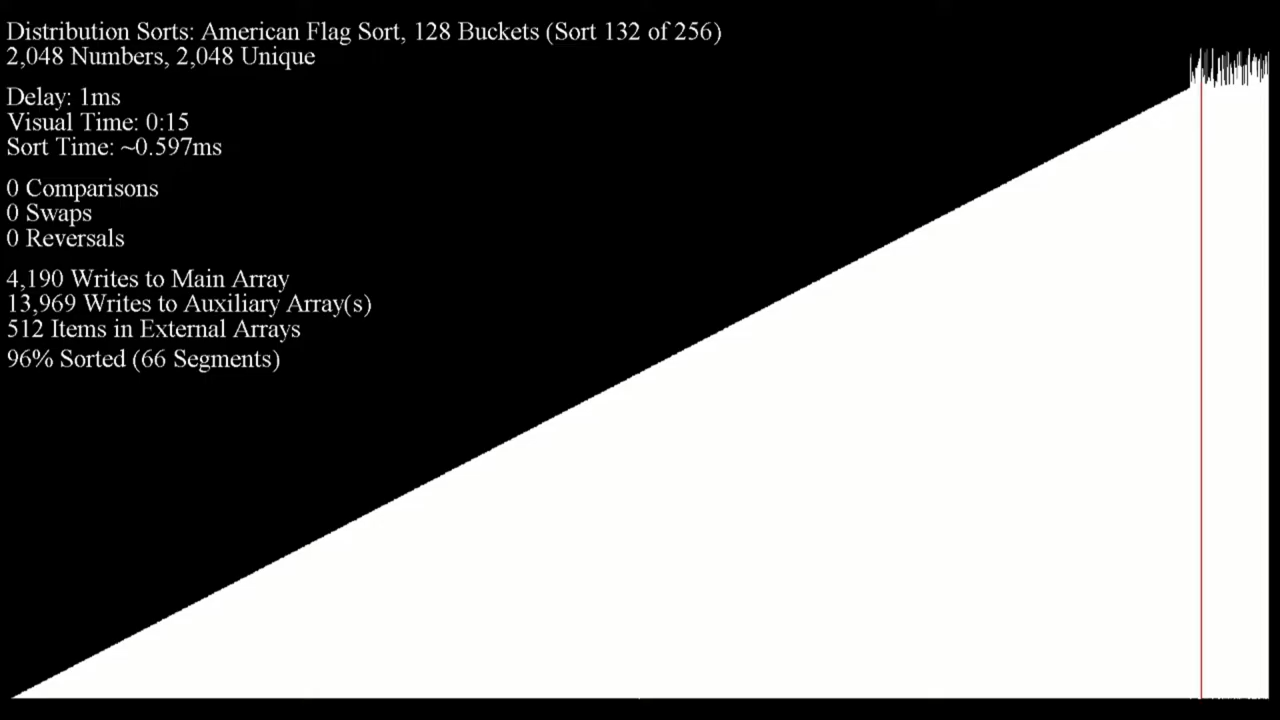 Distribution Sorts: American Flag Sort, 128 Buckets (Sort 132 of 256)
2,048 Numbers, 2,048 Unique
Delay: 1ms
Visual Time: 0:15
Sort Time: ~0.597ms
0 Comparisons
0 Swaps
0 Reversals
4,190 Writes to Main Array
13,969 Writes to Auxiliary Array(s)
512 Items in External Arrays
96% Sorted (66 Segments)